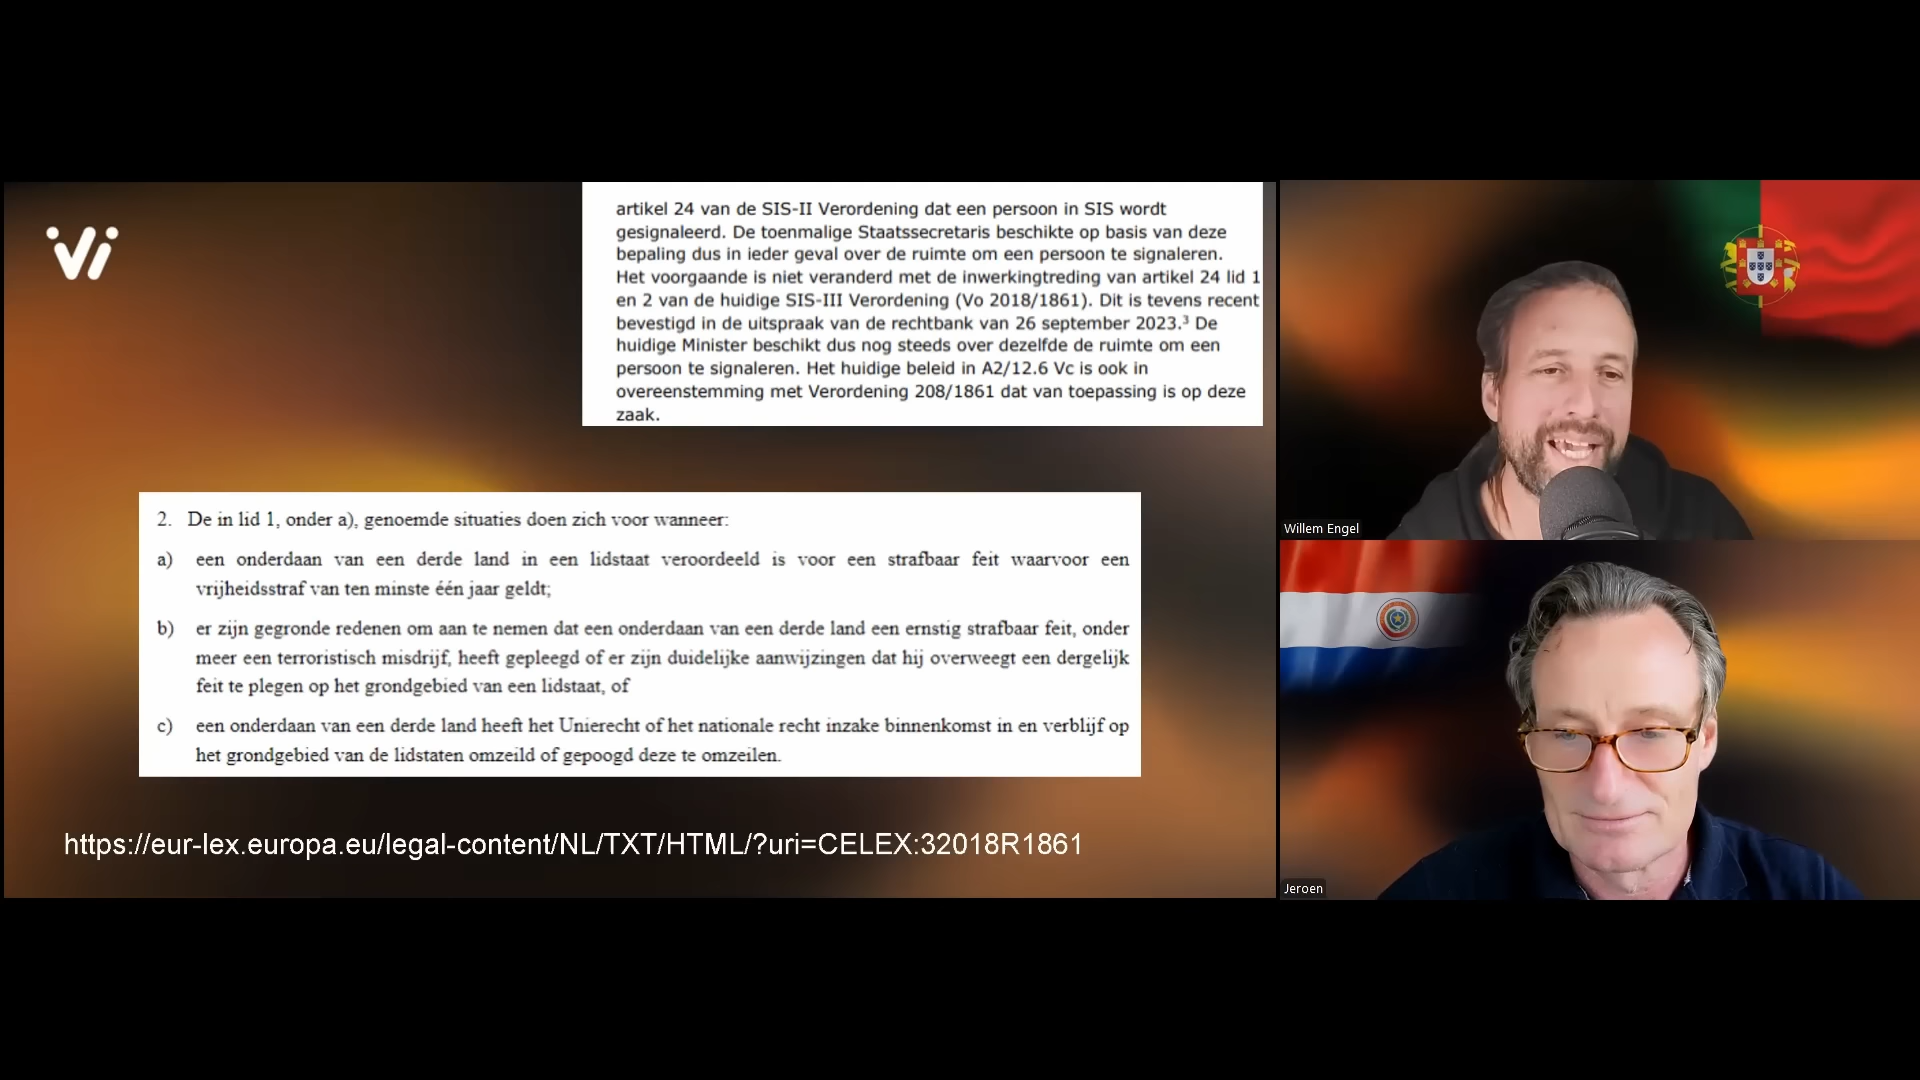 artikel 24 van de SIS-II Verordening dat een persoon in SIS wordt
gesignaleerd. De toenmalige Staatssecretaris beschikte op basis van deze
bepaling dus in ieder geval over de ruimte om een persoon te signaleren.
Het voorgaande is niet veranderd met de inwerkingtreding van artikel 24 lid 1
en 2 van de huidige SIS-III Verordening (Vo 2018/1861). Dit is tevens recent
bevestigd in de uitspraak van de rechtbank van 26 september 2023.³ De
huidige Minister beschikt dus nog steeds over dezelfde de ruimte om een
persoon te signaleren. Het huidige beleid in A2/12.6 Vc is ook in
overeenstemming met Verordening 208/1861 dat van toepassing is op deze
zaak.
2. De in lid 1, onder a), genoemde situaties doen zich voor wanneer:
a) een onderdaan van een derde land in een lidstaat veroordeeld is voor een strafbaar feit waarvoor een
vrijheidsstraf van ten minste één jaar geldt;
b) er zijn gegronde redenen om aan te nemen dat een onderdaan van een derde land een ernstig strafbaar feit, onder
meer een terroristisch misdrijf, heeft gepleegd of er zijn duidelijke aanwijzingen dat hij overweegt een dergelijk
feit te plegen op het grondgebied van een lidstaat, of
c) een onderdaan van een derde land heeft het Unierecht of het nationale recht inzake binnenkomst in en verblijf op
het grondgebied van de lidstaten omzeild of gepoogd deze te omzeilen.
https://eur-lex.europa.eu/legal-content/NL/TXT/HTML/?uri=CELEX:32018R1861
Willem Engel
Jeroen